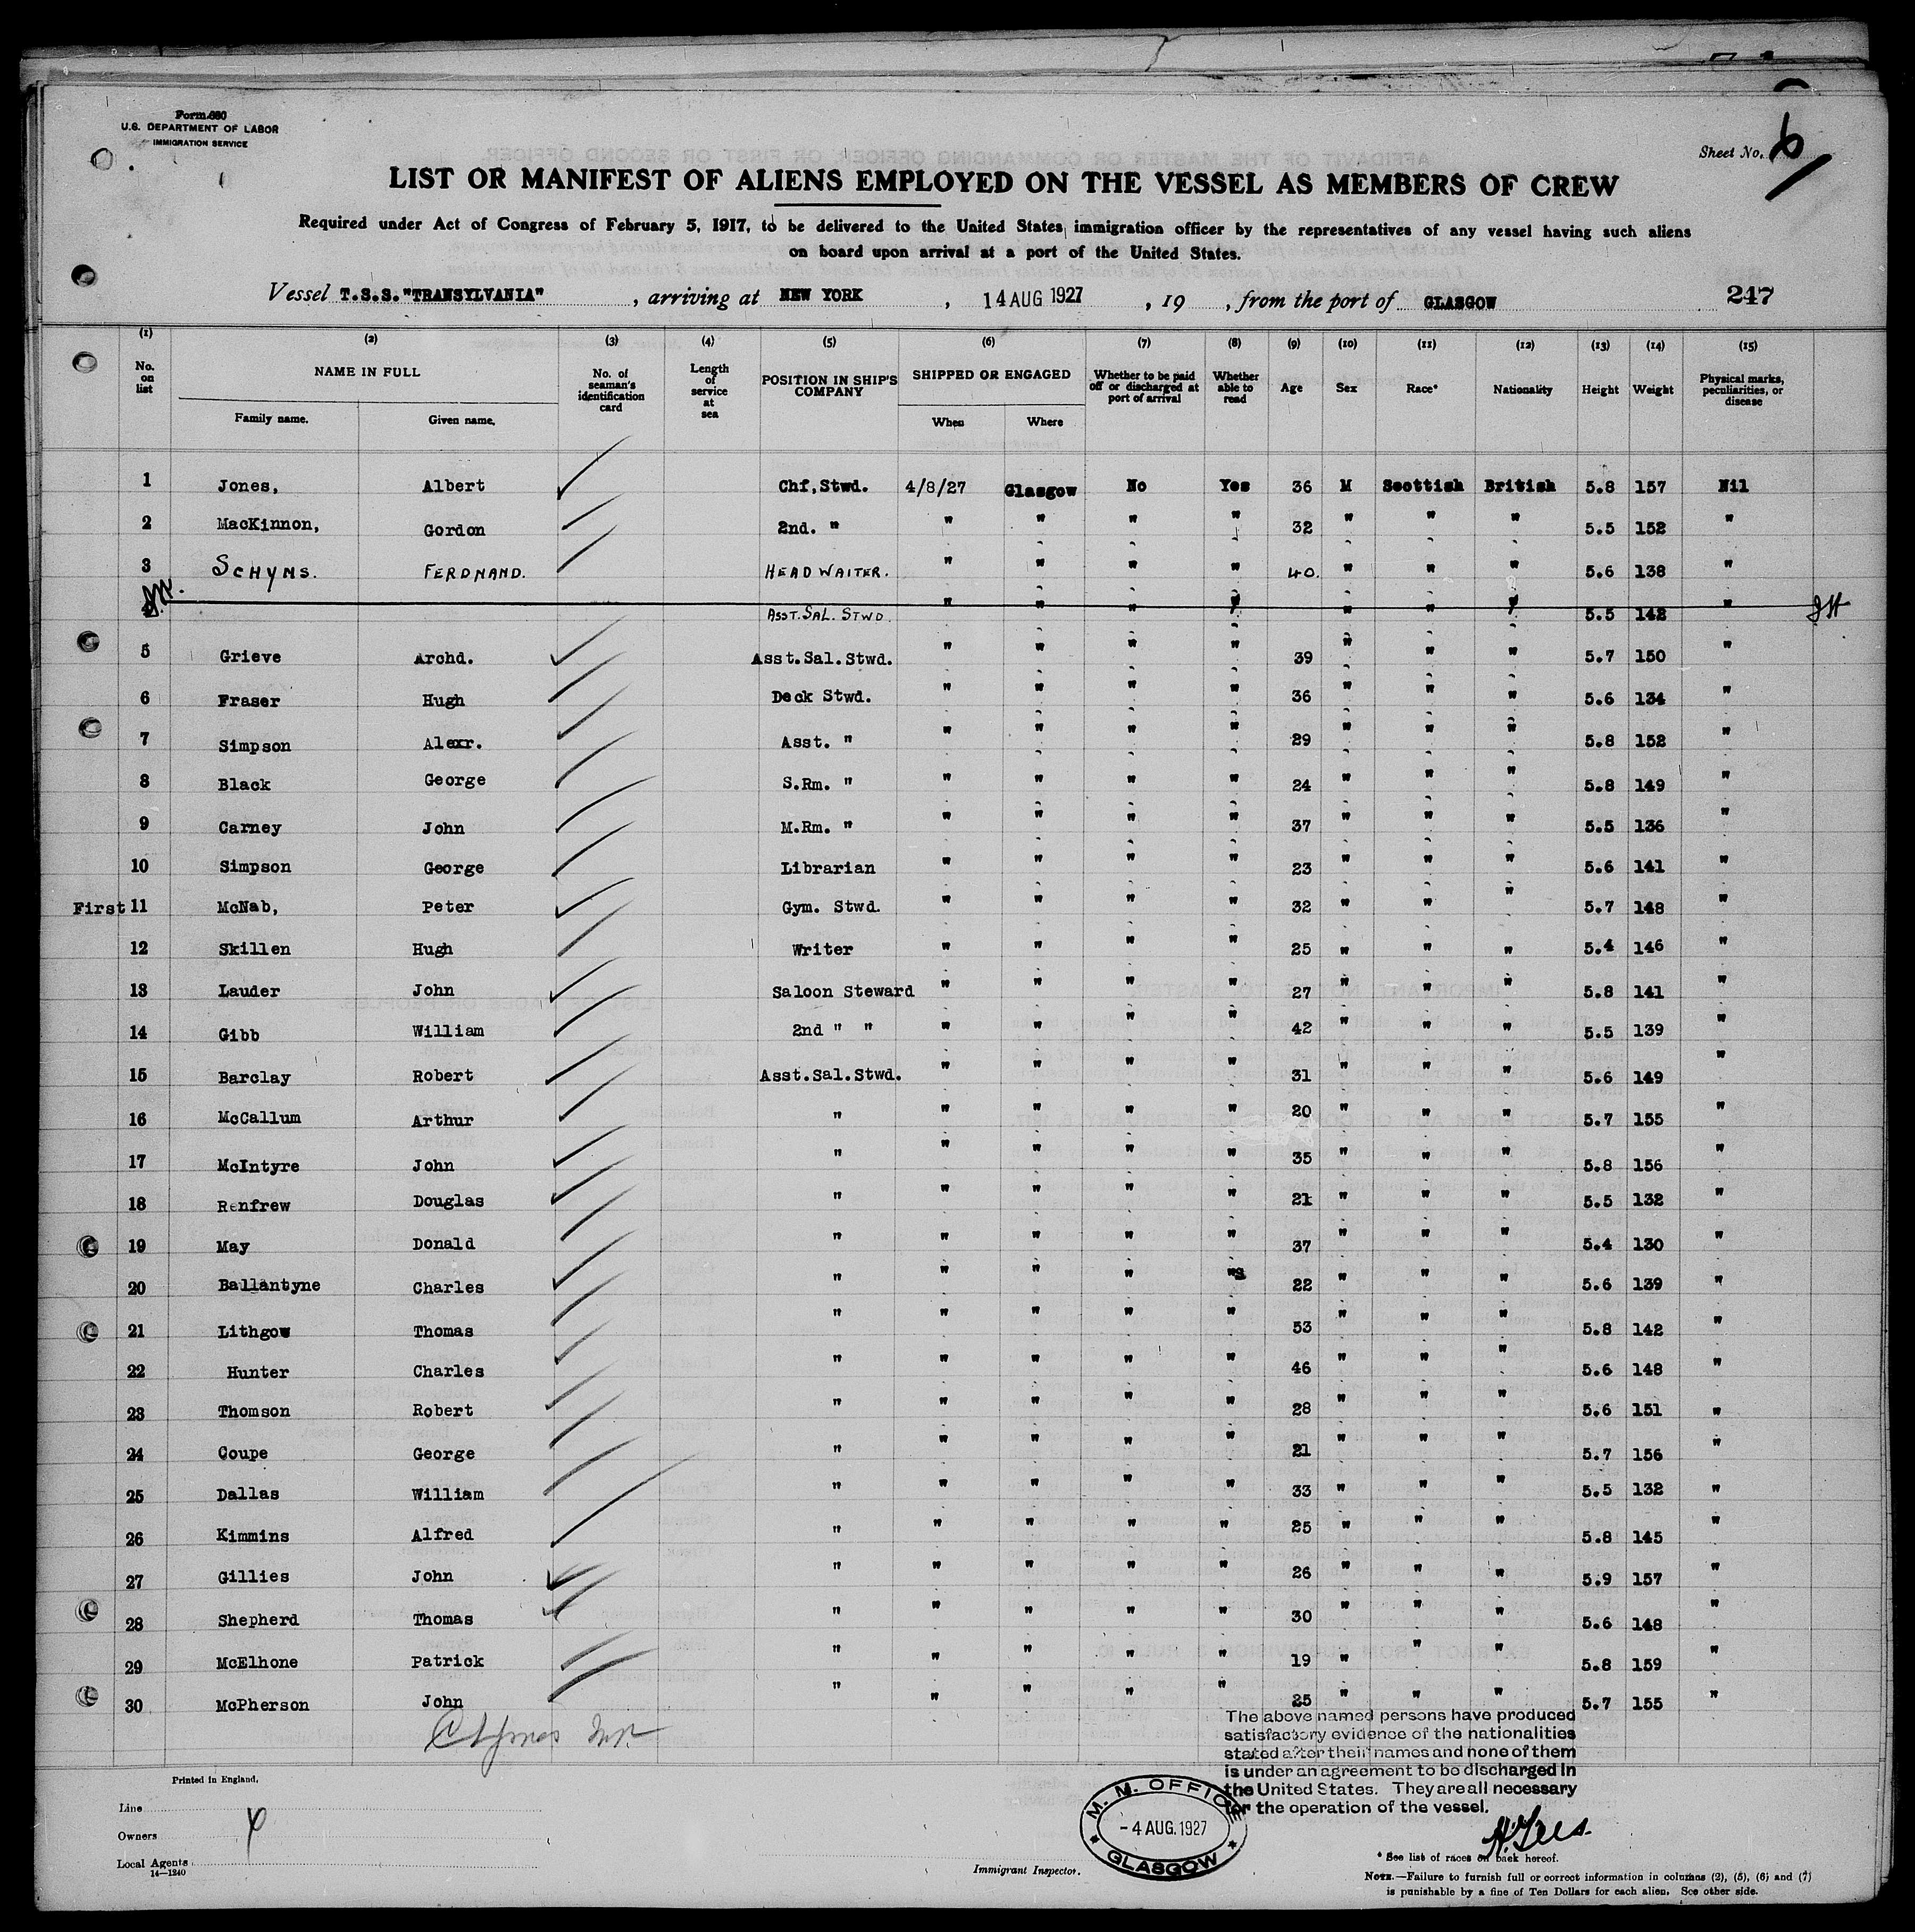 Form 680
U.S. DEPARTMENT OF LABOR
IMMIGRATION SERVICE
Sheet No. 6
LIST OR MANIFEST OF ALIENS EMPLOYED ON THE VESSEL AS MEMBERS OF CREW
Required under Act of Congress of February 5, 1917, to be delivered to the United States immigration officer by the representatives of any vessel having such aliens
on board upon arrival at a port of the United States.
Vessel T.S.S."TRANSYLVANIA", arriving at NEW YORK, 14 AUG 1927, 19 , from the port of GLASGOW 247
(1) (2) (3) (4) (5) (6) (7) (8) (9) (10) (11) (12) (13) (14) (15)
No. on list NAME IN FULL Family name. Given name. No. of seaman's identification card Length of service at sea POSITION IN SHIP'S COMPANY SHIPPED OR ENGAGED When Where Whether to be paid off or discharged at port of arrival Whether able to read Age Sex Race* Nationality Height Weight Physical marks, peculiarities, or disease
1 Jones, Albert Chf.Stwd. 4/8/27 Glasgow No Yes 36 M Scottish British 5.8 157 Nil
2 MacKinnon, Gordon 2nd. " " " " " 32 " " " 5.5 152 "
3 SCHYNS. FERDNAND. HEAD WAITER. " " " " 40. " " " 5.6 138 "
ASST. SAL. STWD. " " " " " " " 5.5 142 "
5 Grieve Archd. Asst.Sal.Stwd. " " " " 39 " " " 5.7 150 "
6 Fraser Hugh Deck Stwd. " " " " 36 " " " 5.6 134 "
7 Simpson Alexr. Asst. " " " " " 29 " " " 5.8 152 "
8 Black George S.Rm. " " " " " 24 " " " 5.8 149 "
9 Carney John M.Rm. " " " " " 37 " " " 5.5 136 "
10 Simpson George Librarian " " " " 23 " " " 5.6 141 "
First 11 McNab, Peter Gym. Stwd. " " " " 32 " " " 5.7 148 "
12 Skillen Hugh Writer " " " " 25 " " " 5.4 146 "
13 Lauder John Saloon Steward " " " " 27 " " " 5.8 141 "
14 Gibb William 2nd " " " " " " 42 " " " 5.5 139 "
15 Barclay Robert Asst.Sal.Stwd. " " " " 31 " " " 5.6 149 "
16 McCallum Arthur " " " " " 20 " " " 5.7 155 "
17 McIntyre John " " " " " 35 " " " 5.8 156 "
18 Renfrew Douglas " " " " " 21 " " " 5.5 132 "
19 May Donald " " " " " 37 " " " 5.4 130 "
20 Ballantyne Charles " " " " " 22 " " " 5.6 139 "
21 Lithgow Thomas " " " " " 53 " " " 5.8 142 "
22 Hunter Charles " " " " " 46 " " " 5.6 148 "
23 Thomson Robert " " " " " 28 " " " 5.6 151 "
24 Coupe George " " " " " 21 " " " 5.7 156 "
25 Dallas William " " " " " 33 " " " 5.5 132 "
26 Kimmins Alfred " " " " " 25 " " " 5.8 145 "
27 Gillies John " " " " " 26 " " " 5.9 157 "
28 Shepherd Thomas " " " " " 30 " " " 5.6 148 "
29 McElhone Patrick " " " " " 19 " " " 5.8 159 "
30 McPherson John " " " " " 25 " " " 5.7 155 "
The above named persons have produced
satisfactory evidence of the nationalities
stated after their names and none of them
is under an agreement to be discharged in
the United States. They are all necessary
for the operation of the vessel.
M. M. OFFICE
- 4 AUG. 1927
GLASGOW
Printed in England.
Line
Owners
Local Agents
14—1240
Immigrant Inspector.
* See list of races on back hereof.
NOTE.—Failure to furnish full or correct information in columns (2), (5), (6) and (7)
is punishable by a fine of Ten Dollars for each alien. See other side.